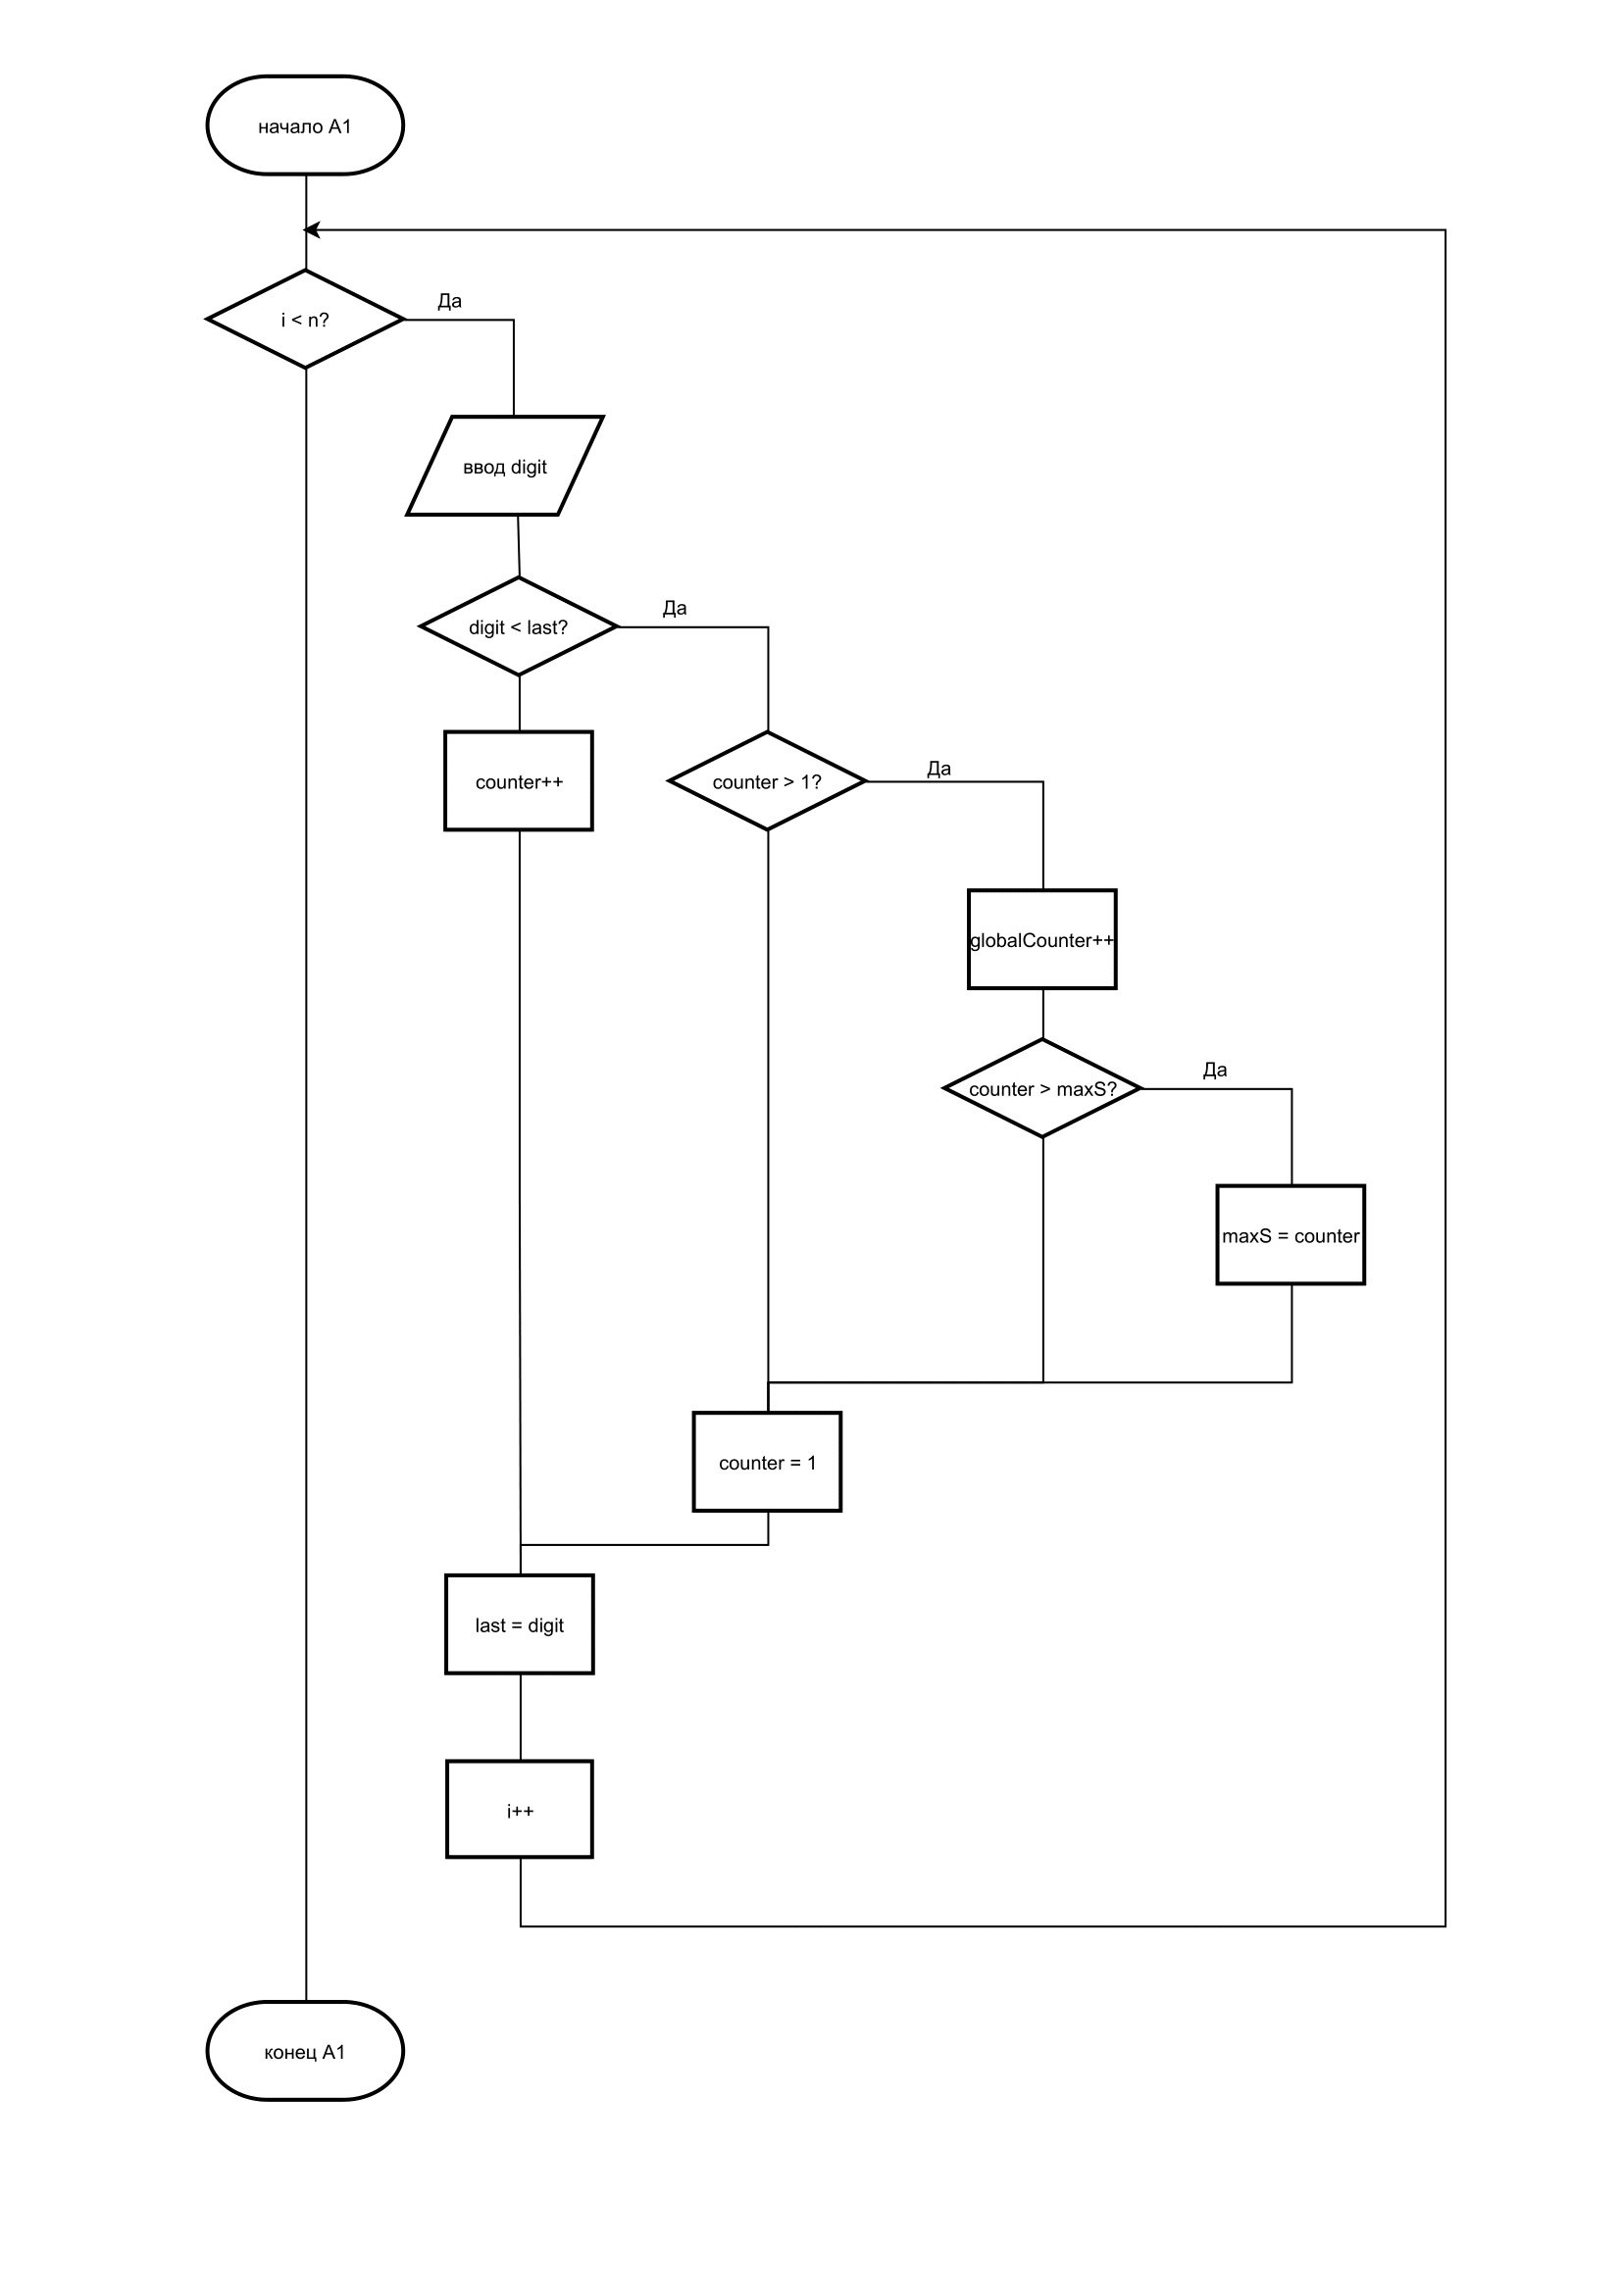 начало А1
i < n?
Да
ввод digit
digit < last?
Да
counter++
counter > 1?
Да
globalCounter++
counter > maxS?
Да
maxS = counter
counter = 1
last = digit
i++
конец А1